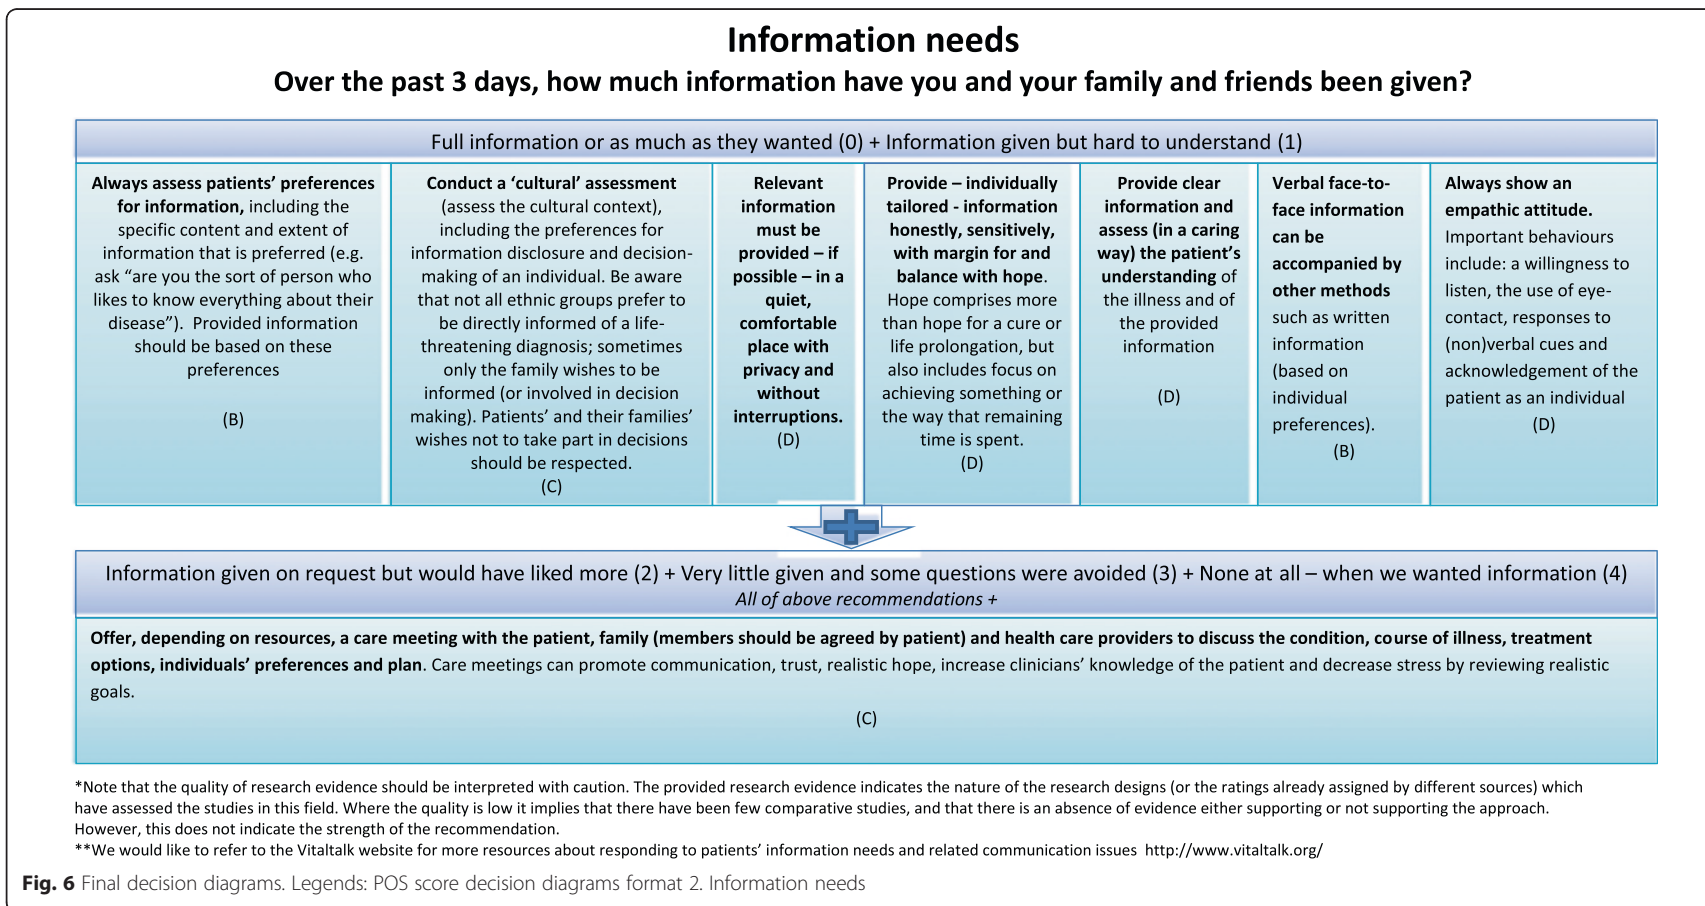 Information needs
Over the past 3 days, how much information have you and your family and friends been given?
Full information or as much as they wanted (0) + Information given but hard to understand (1)
Always assess patients’ preferences
for information, including the
specific content and extent of
information that is preferred (e.g.
ask “are you the sort of person who
likes to know everything about their
disease”). Provided information
should be based on these
preferences
(B)
Conduct a ‘cultural’ assessment
(assess the cultural context),
including the preferences for
information disclosure and decision-
making of an individual. Be aware
that not all ethnic groups prefer to
be directly informed of a life-
threatening diagnosis; sometimes
only the family wishes to be
informed (or involved in decision
making). Patients’ and their families’
wishes not to take part in decisions
should be respected.
(C)
Relevant
information
must be
provided – if
possible – in a
quiet,
comfortable
place with
privacy and
without
interruptions.
(D)
Provide – individually
tailored - information
honestly, sensitively,
with margin for and
balance with hope.
Hope comprises more
than hope for a cure or
life prolongation, but
also includes focus on
achieving something or
the way that remaining
time is spent.
(D)
Provide clear
information and
assess (in a caring
way) the patient’s
understanding of
the illness and of
the provided
information
(D)
Verbal face-to-
face information
can be
accompanied by
other methods
such as written
information
(based on
individual
preferences).
(B)
Always show an
empathic attitude.
Important behaviours
include: a willingness to
listen, the use of eye-
contact, responses to
(non)verbal cues and
acknowledgement of the
patient as an individual
(D)
Information given on request but would have liked more (2) + Very little given and some questions were avoided (3) + None at all – when we wanted information (4)
All of above recommendations +
Offer, depending on resources, a care meeting with the patient, family (members should be agreed by patient) and health care providers to discuss the condition, course of illness, treatment
options, individuals’ preferences and plan. Care meetings can promote communication, trust, realistic hope, increase clinicians’ knowledge of the patient and decrease stress by reviewing realistic
goals.
(C)
*Note that the quality of research evidence should be interpreted with caution. The provided research evidence indicates the nature of the research designs (or the ratings already assigned by different sources) which
have assessed the studies in this field. Where the quality is low it implies that there have been few comparative studies, and that there is an absence of evidence either supporting or not supporting the approach.
However, this does not indicate the strength of the recommendation.
**We would like to refer to the Vitaltalk website for more resources about responding to patients’ information needs and related communication issues http://www.vitaltalk.org/
Fig. 6 Final decision diagrams. Legends: POS score decision diagrams format 2. Information needs